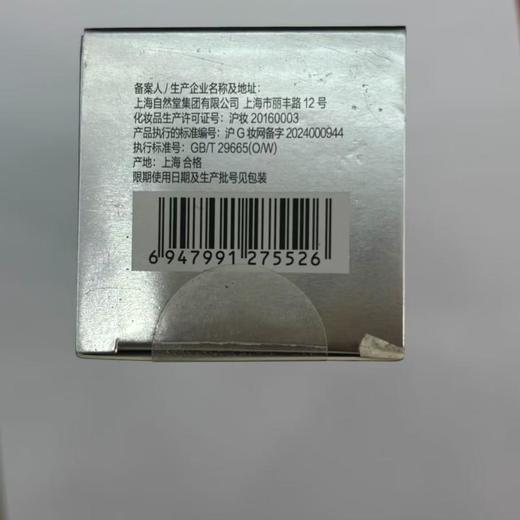 备案人/生产企业名称及地址:
上海自然堂集团有限公司 上海市丽丰路 12 号
化妆品生产许可证号: 沪妆 20160003
产品执行的标准编号: 沪 G 妆网备字 2024000944
执行标准号: GB/T 29665(O/W)
产地: 上海 合格
限期使用日期及生产批号见包装
6 947991 275526